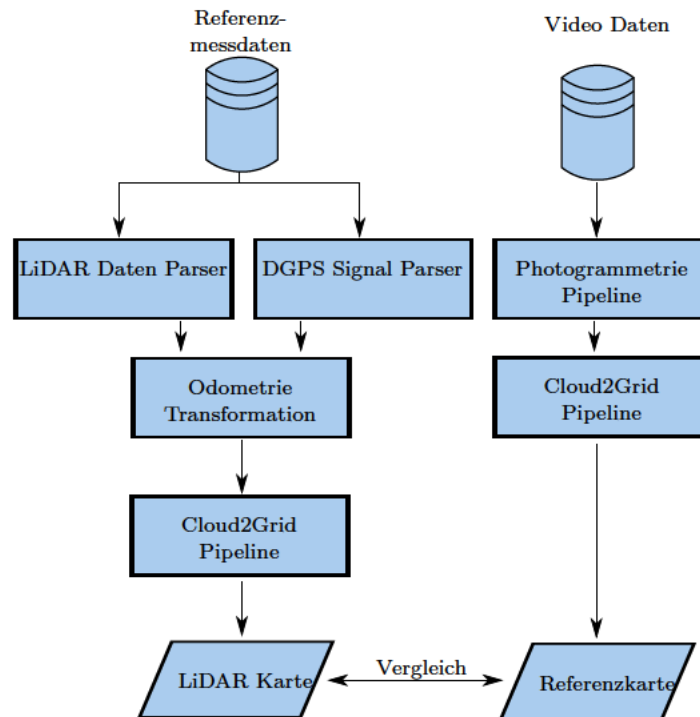 Referenz-
messdaten
Video Daten
LiDAR Daten Parser
DGPS Signal Parser
Photogrammetrie
Pipeline
Odometrie
Transformation
Cloud2Grid
Pipeline
Cloud2Grid
Pipeline
LiDAR Karte
Vergleich
Referenzkarte